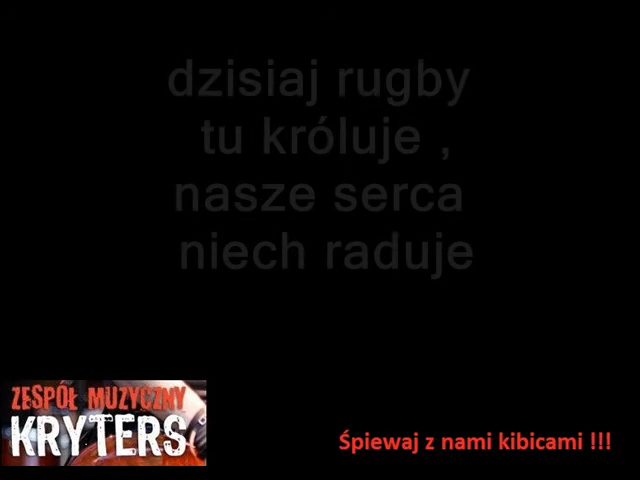 dzisiaj rugby
tu króluje ,
nasze serca
niech raduje
ZESPÓŁ MUZYCZNY
KRYTERS
Śpiewaj z nami kibicami !!!